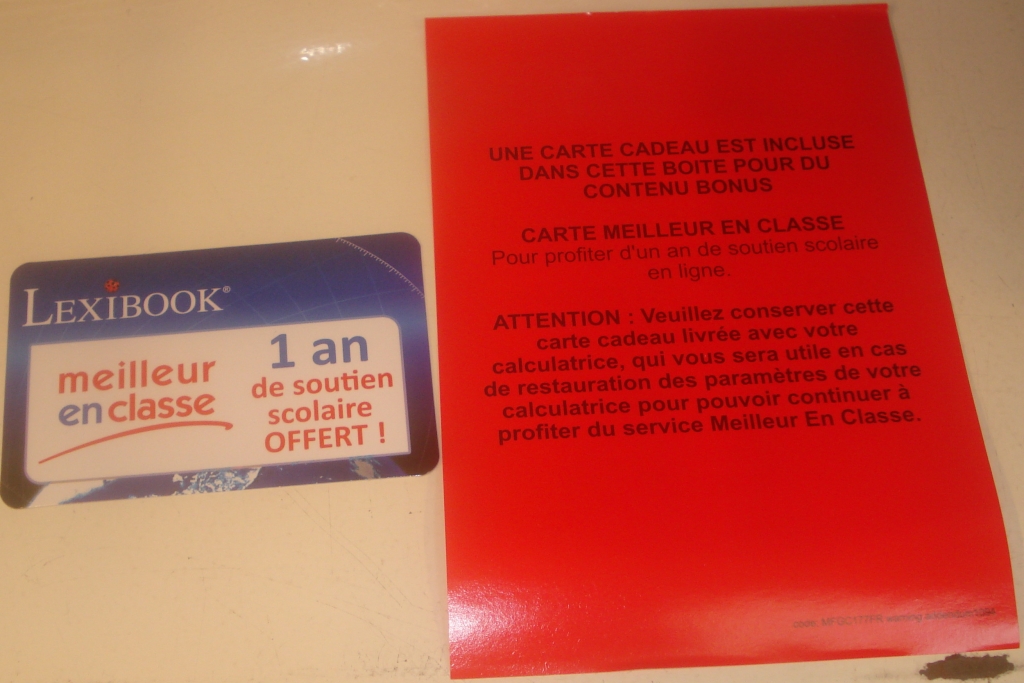 LEXIBOOK®
meilleur
en classe
1 an
de soutien
scolaire
OFFERT !
UNE CARTE CADEAU EST INCLUSE
DANS CETTE BOITE POUR DU
CONTENU BONUS
CARTE MEILLEUR EN CLASSE
Pour profiter d'un an de soutien scolaire
en ligne.
ATTENTION : Veuillez conserver cette
carte cadeau livrée avec votre
calculatrice, qui vous sera utile en cas
de restauration des paramètres de votre
calculatrice pour pouvoir continuer à
profiter du service Meilleur En Classe.
code: warning